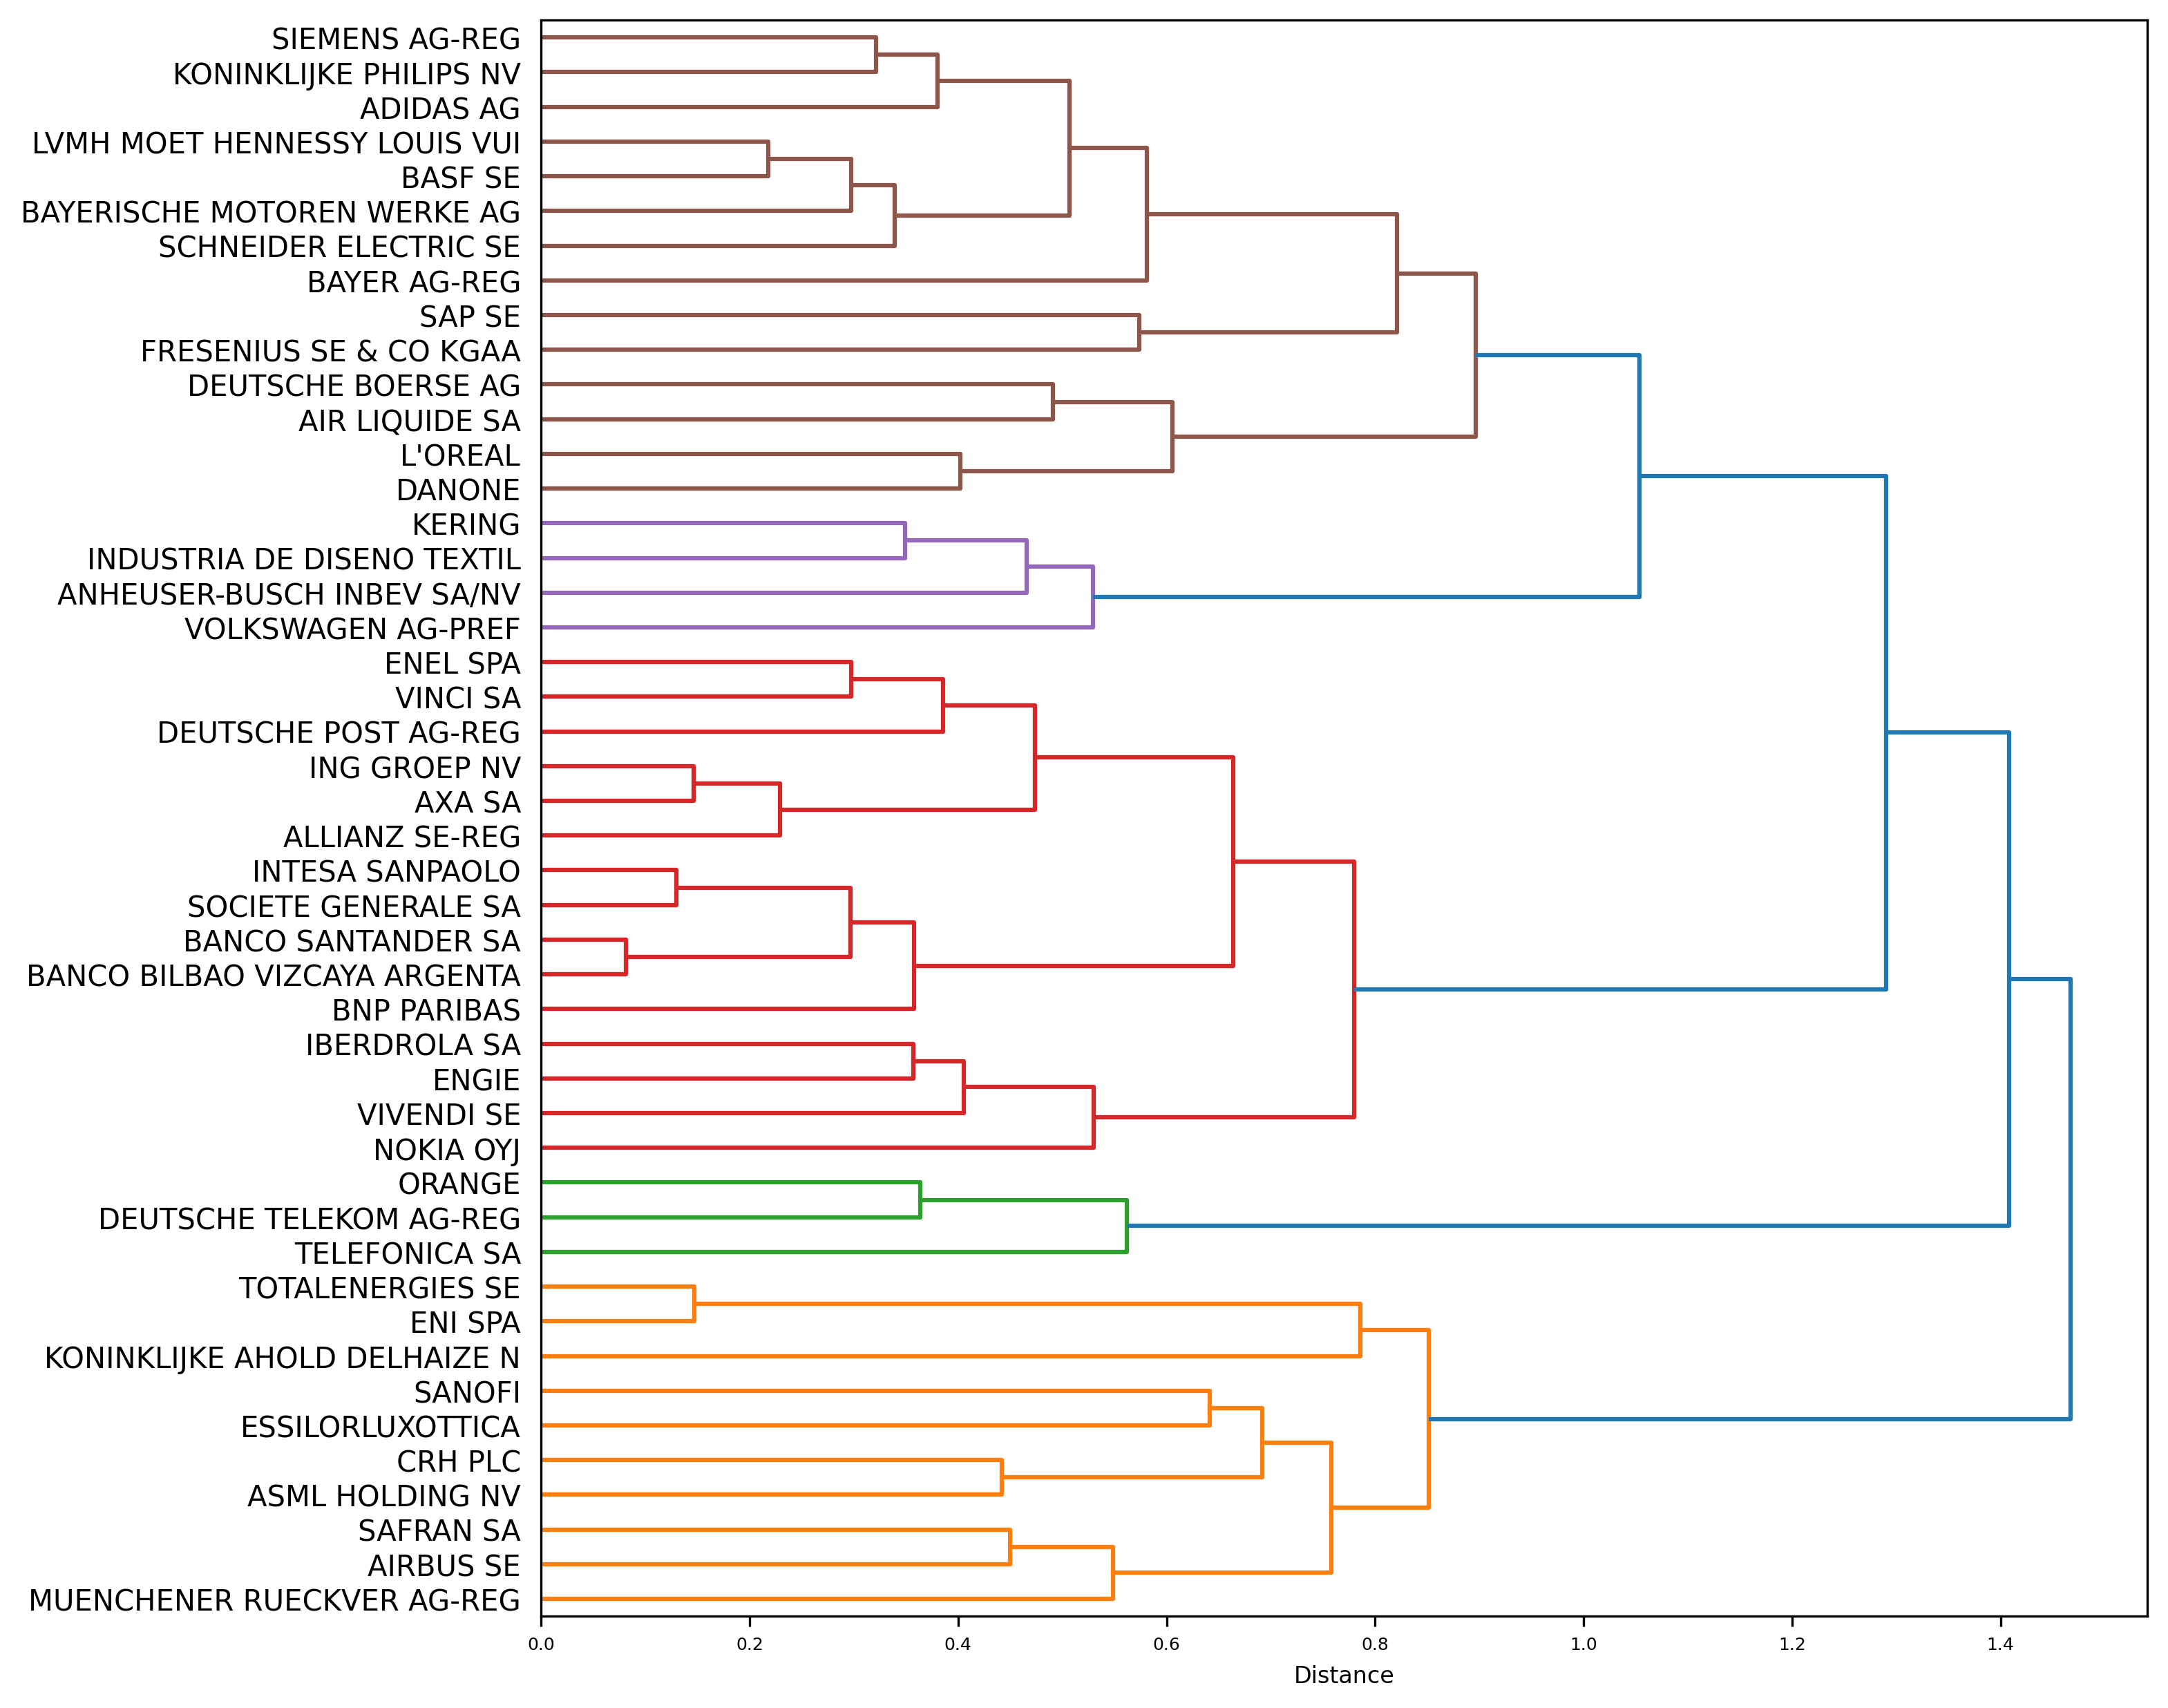 SIEMENS AG-REG
KONINKLIJKE PHILIPS NV
ADIDAS AG
LVMH MOET HENNESSY LOUIS VUI
BASF SE
BAYERISCHE MOTOREN WERKE AG
SCHNEIDER ELECTRIC SE
BAYER AG-REG
SAP SE
FRESENIUS SE & CO KGAA
DEUTSCHE BOERSE AG
AIR LIQUIDE SA
L'OREAL
DANONE
KERING
INDUSTRIA DE DISENO TEXTIL
ANHEUSER-BUSCH INBEV SA/NV
VOLKSWAGEN AG-PREF
ENEL SPA
VINCI SA
DEUTSCHE POST AG-REG
ING GROEP NV
AXA SA
ALLIANZ SE-REG
INTESA SANPAOLO
SOCIETE GENERALE SA
BANCO SANTANDER SA
BANCO BILBAO VIZCAYA ARGENTA
BNP PARIBAS
IBERDROLA SA
ENGIE
VIVENDI SE
NOKIA OYJ
ORANGE
DEUTSCHE TELEKOM AG-REG
TELEFONICA SA
TOTALENERGIES SE
ENI SPA
KONINKLIJKE AHOLD DELHAIZE N
SANOFI
ESSILORLUXOTTICA
CRH PLC
ASML HOLDING NV
SAFRAN SA
AIRBUS SE
MUENCHENER RUECKVER AG-REG
0.0 0.2 0.4 0.6 0.8 1.0 1.2 1.4
Distance